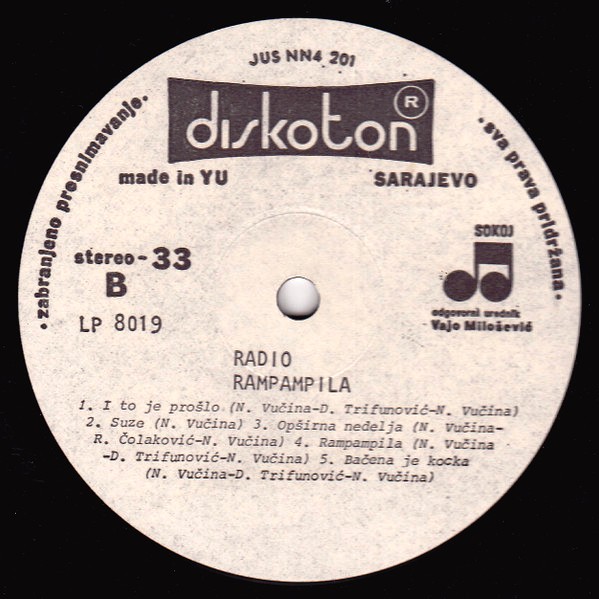 JUS NN4 201
diskoton ®
• zabranjeno presnimavanje •
• sva prava pridržana •
made in YU
SARAJEVO
stereo - 33
B
LP 8019
SOKOJ
odgovorni urednik
Vajo Milošević
RADIO
RAMPAMPILA
1. I to je prošlo (N. Vučina-D. Trifunović-N. Vučina)
2. Suze (N. Vučina) 3. Opširna nedelja (N. Vučina-
R. Čolaković-N. Vučina) 4. Rampampila (N. Vučina
-D. Trifunović-N. Vučina) 5. Bačena je kocka
(N. Vučina-D. Trifunović-N. Vučina)